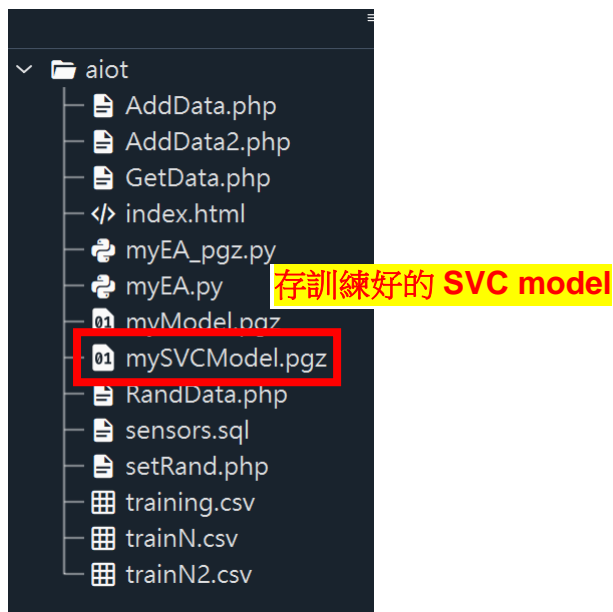 aiot
AddData.php
AddData2.php
GetData.php
index.html
myEA_pgz.py
myEA.py
存訓練好的 SVC model
myModel.pgz
mySVCModel.pgz
RandData.php
sensors.sql
setRand.php
training.csv
trainN.csv
trainN2.csv